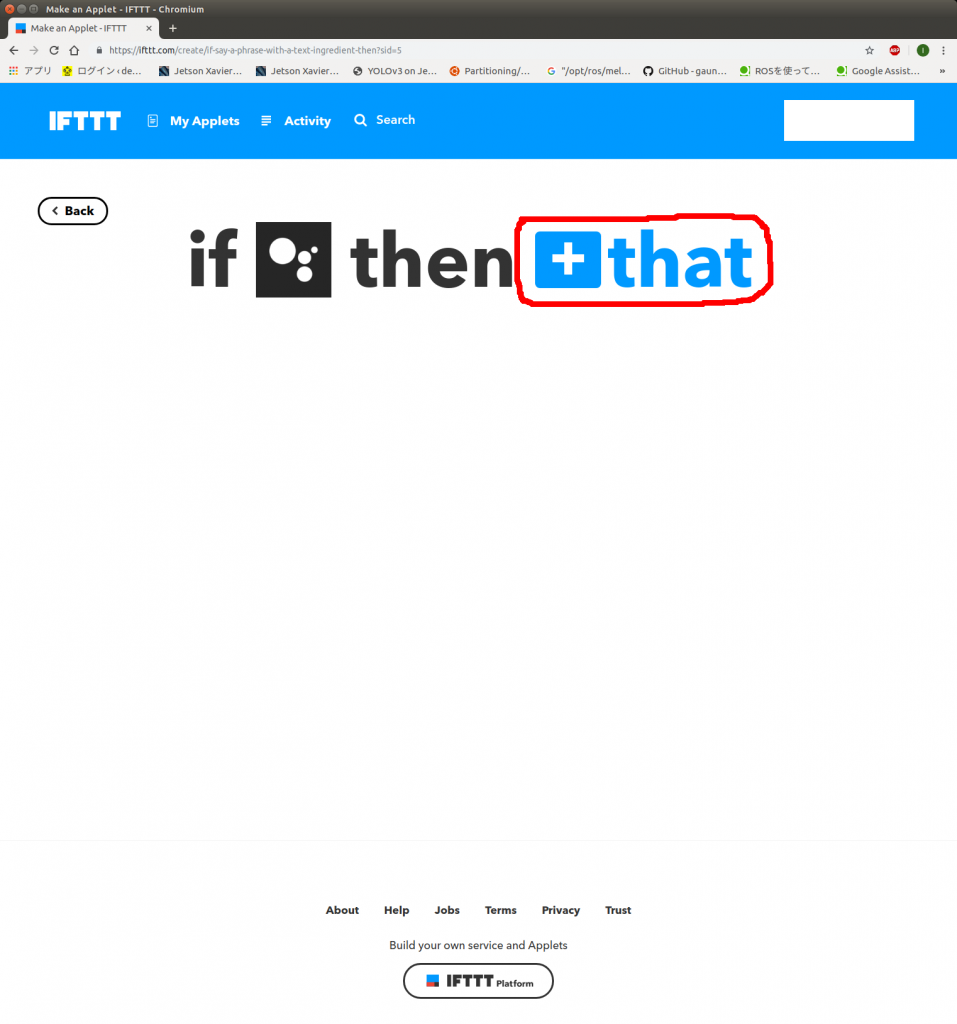 Make an Applet - IFTTT - Chromium
Make an Applet - IFTTT
https://ifttt.com/create/if-say-a-phrase-with-a-text-ingredient-then?sid=5
ABP
I
アプリ ログイン ‹ de... Jetson Xavier... Jetson Xavier... YOLOv3 on Je... Partitioning/... "/opt/ros/mel... GitHub - gaun... ROSを使って... Google Assist... »
IFTTT My Applets Activity Search
Back
if then + that
About Help Jobs Terms Privacy Trust
Build your own service and Applets
IFTTT Platform